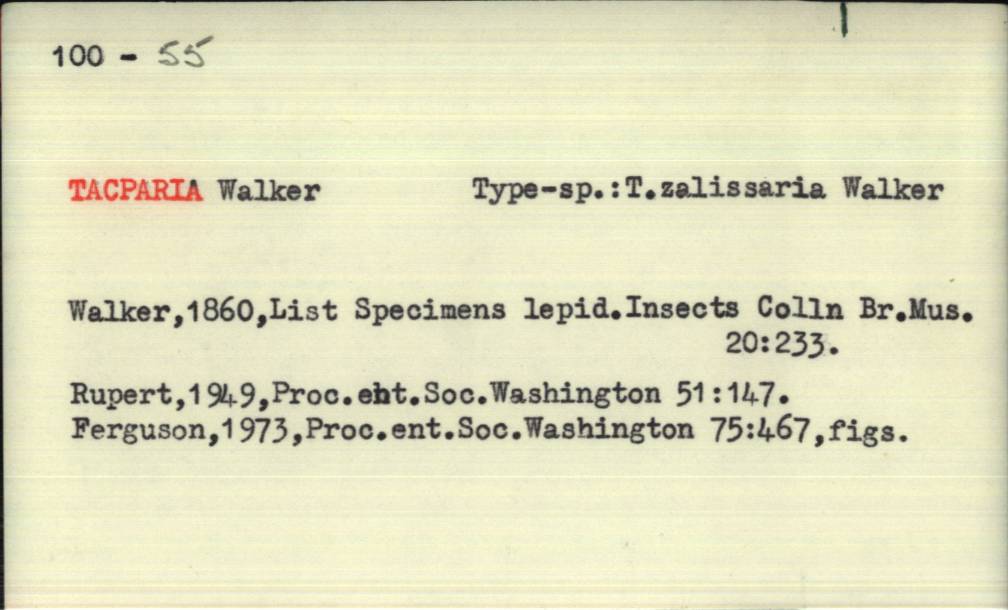 100 - 55
TACPARIA Walker Type-sp.:T.zalissaria Walker
Walker,1860,List Specimens lepid.Insects Colln Br.Mus.
20:233.
Rupert,1949,Proc.ent.Soc.Washington 51:147.
Ferguson,1973,Proc.ent.Soc.Washington 75:467,figs.